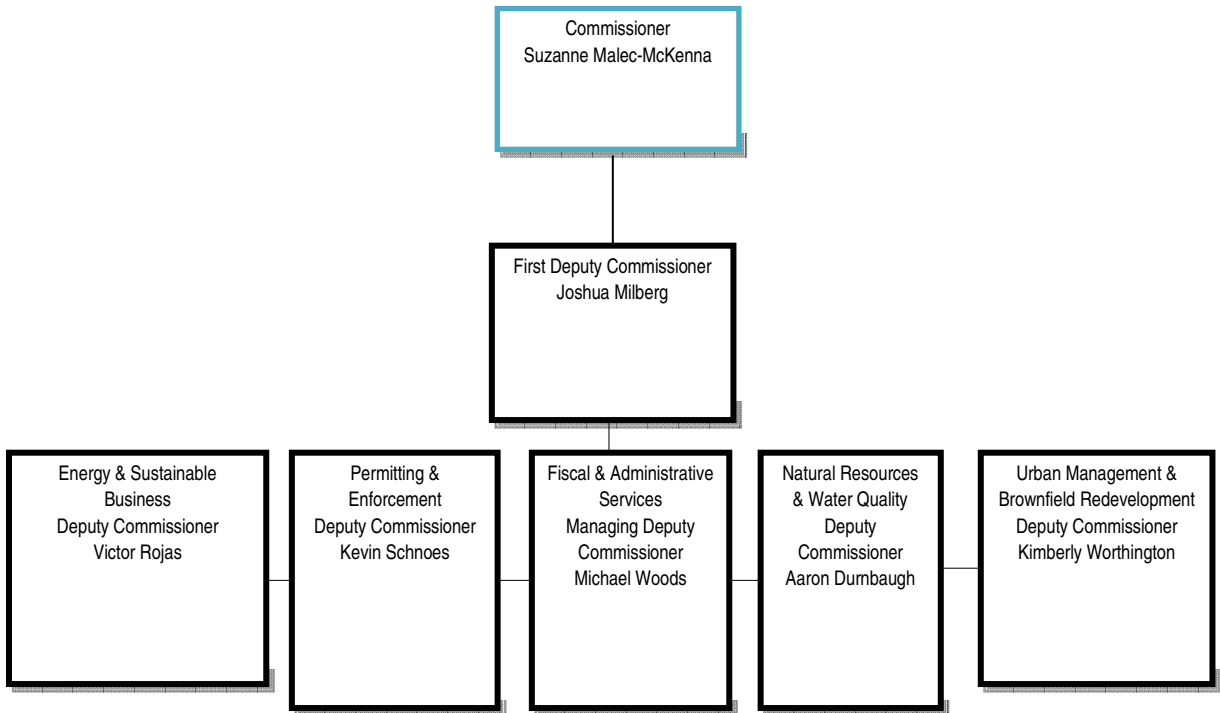 Commissioner
Suzanne Malec-McKenna
First Deputy Commissioner
Joshua Milberg
Energy & Sustainable
Business
Deputy Commissioner
Victor Rojas
Permitting &
Enforcement
Deputy Commissioner
Kevin Schnoes
Fiscal & Administrative
Services
Managing Deputy
Commissioner
Michael Woods
Natural Resources
& Water Quality
Deputy
Commissioner
Aaron Durnbaugh
Urban Management &
Brownfield Redevelopment
Deputy Commissioner
Kimberly Worthington